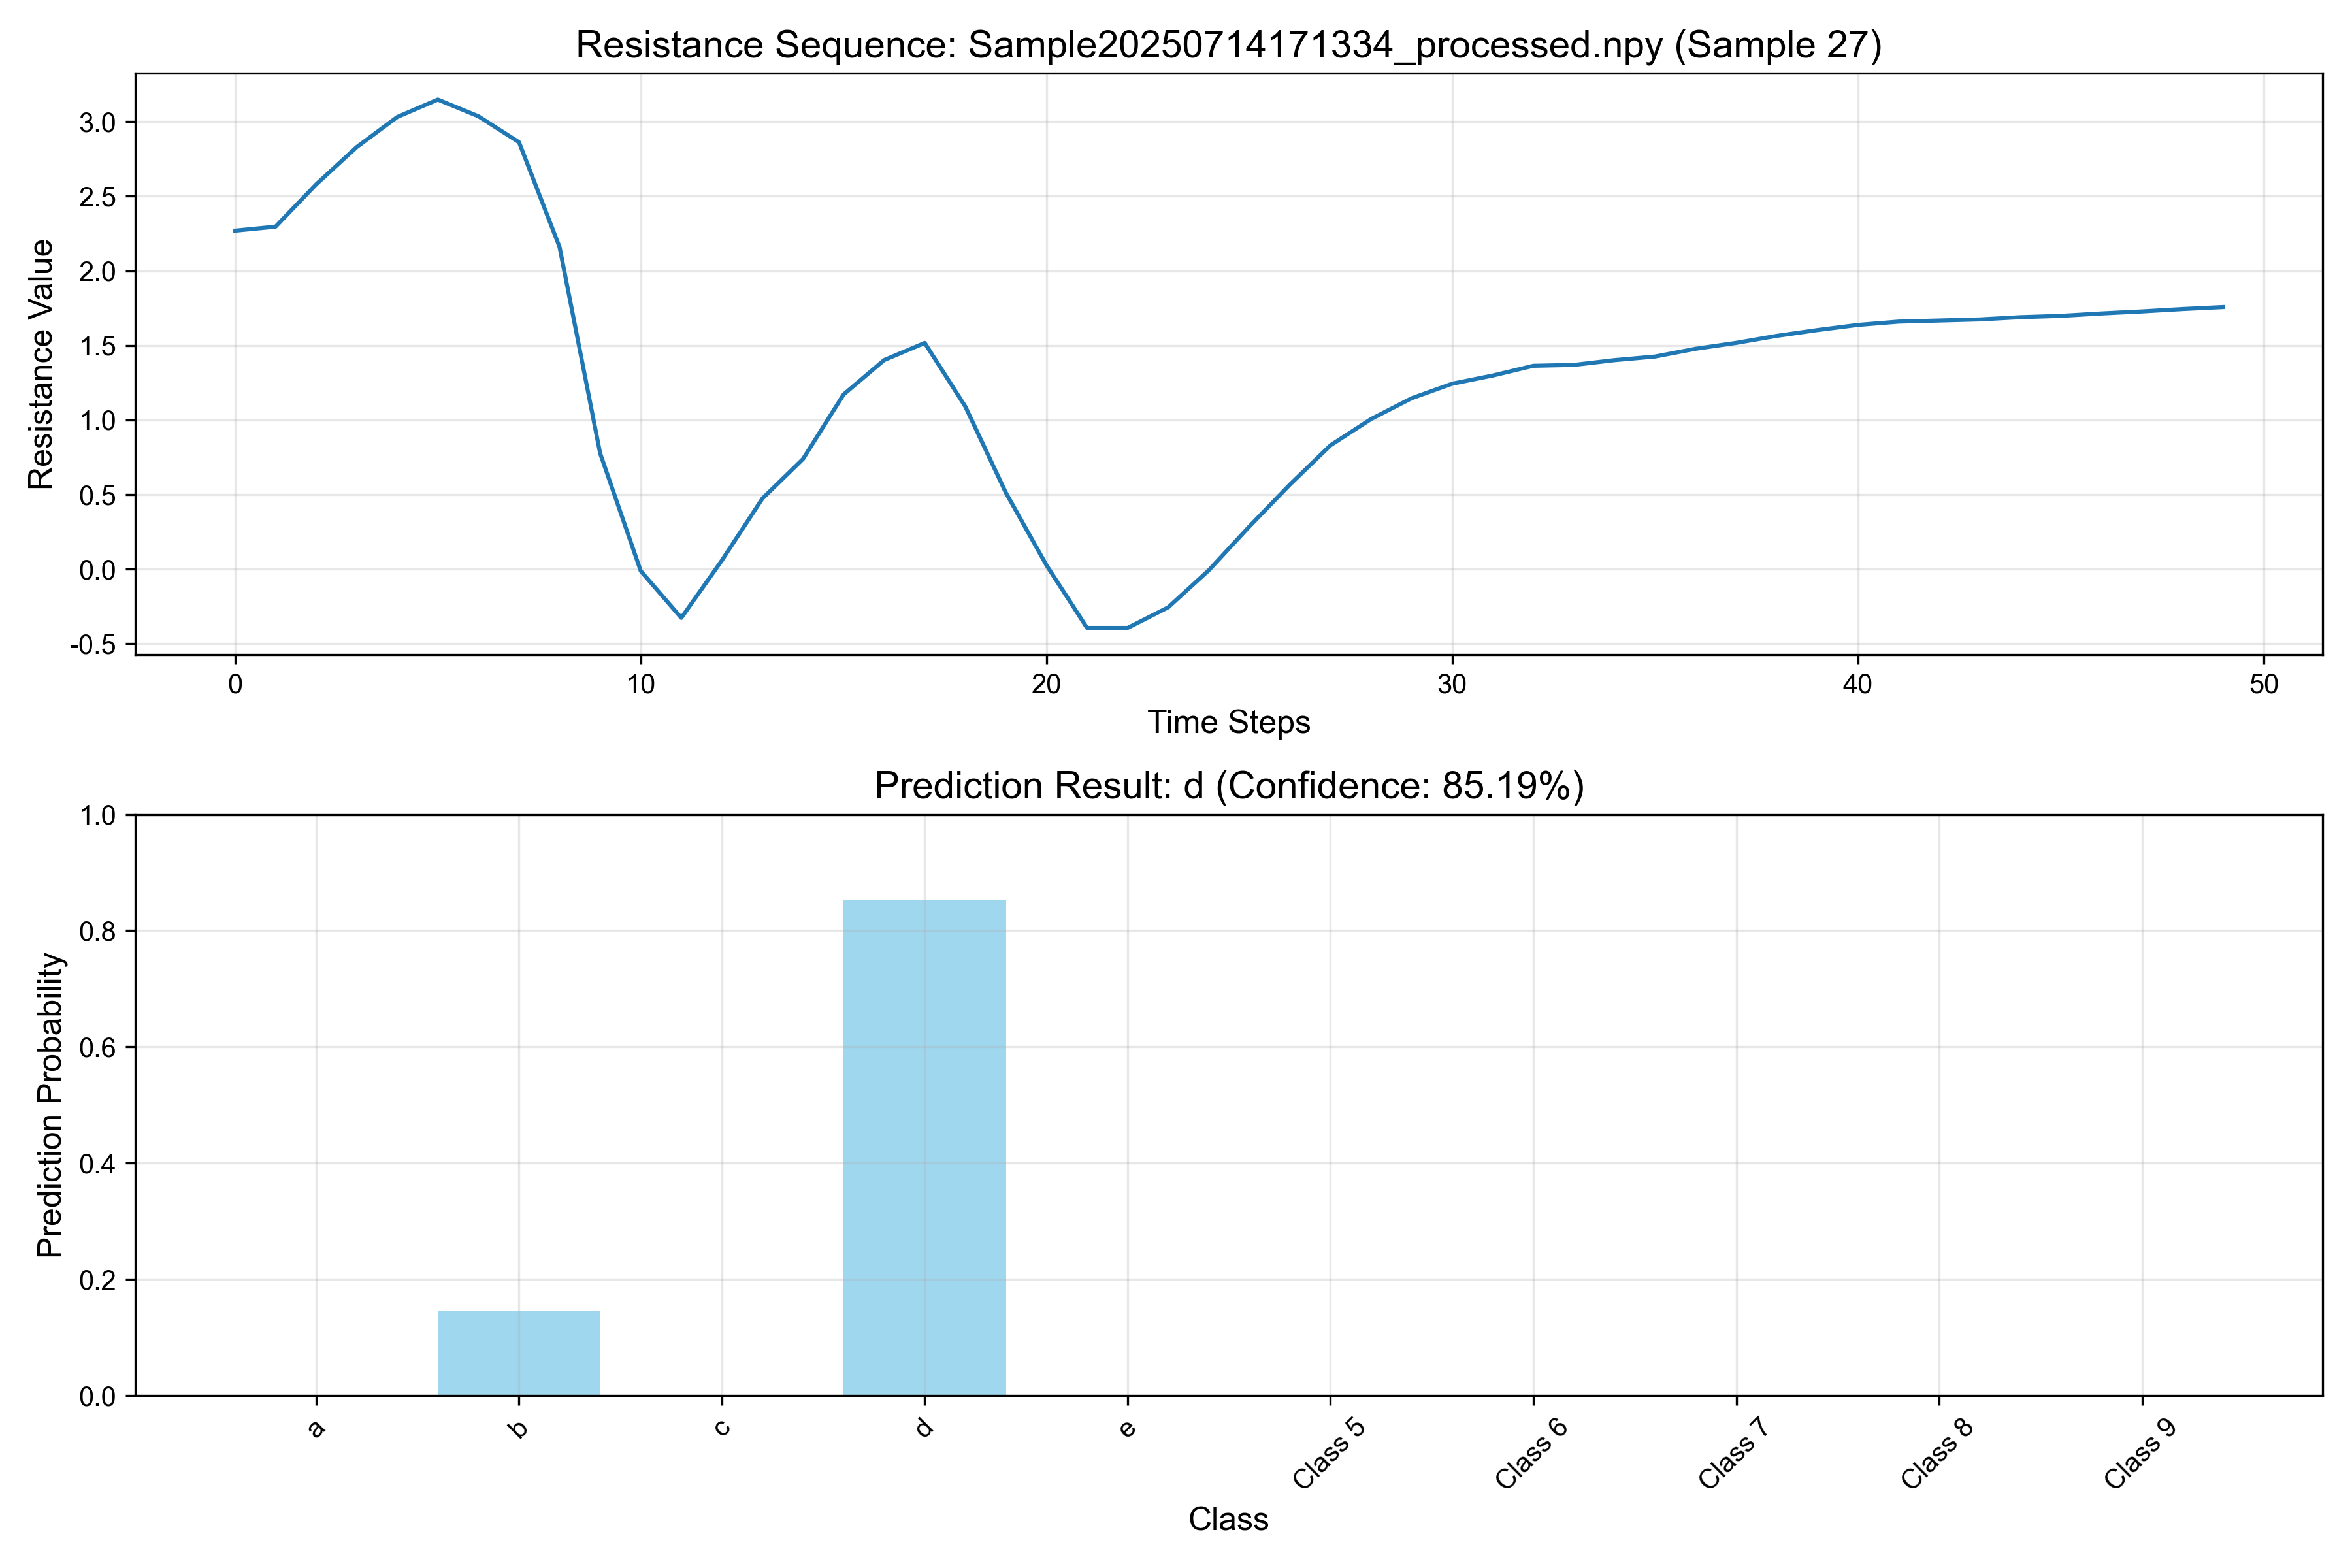 Resistance Sequence: Sample20250714171334_processed.npy (Sample 27)
Resistance Value
3.0
2.5
2.0
1.5
1.0
0.5
0.0
-0.5
0 10 20 30 40 50
Time Steps
Prediction Result: d (Confidence: 85.19%)
Prediction Probability
1.0
0.8
0.6
0.4
0.2
0.0
a b c d e Class 5 Class 6 Class 7 Class 8 Class 9
Class